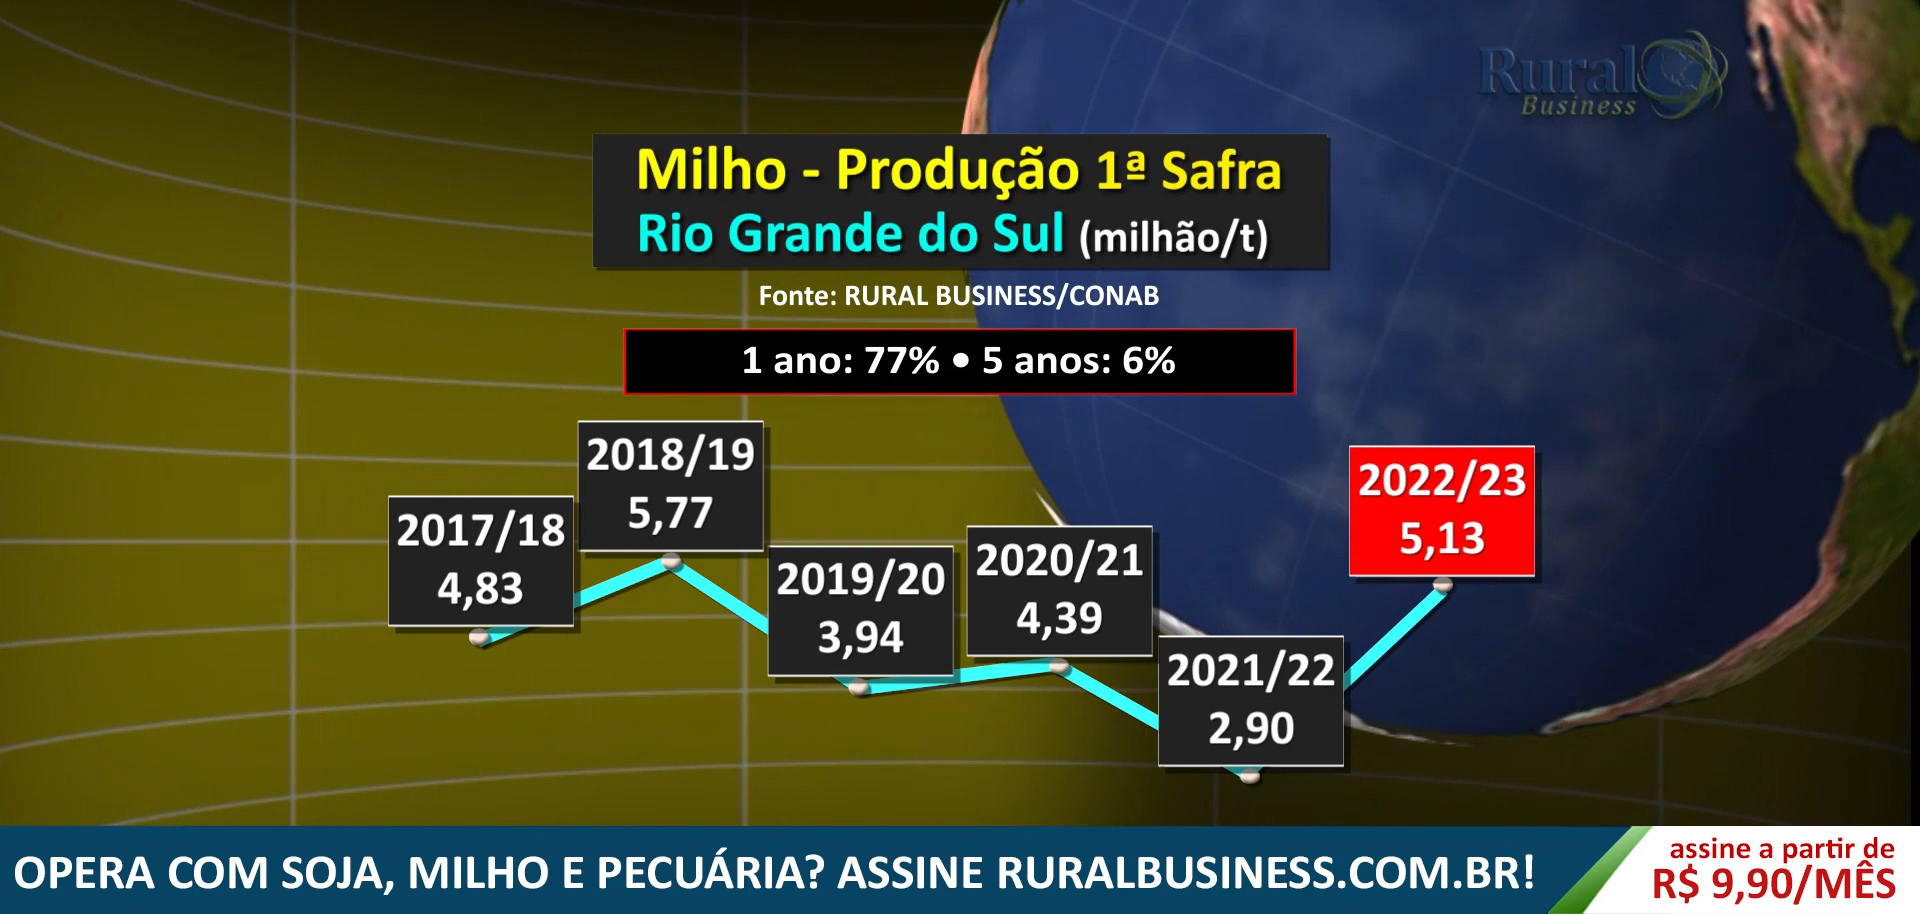 Rural
Business
Milho - Produção 1ª Safra
Rio Grande do Sul (milhão/t)
Fonte: RURAL BUSINESS/CONAB
1 ano: 77% • 5 anos: 6%
2017/18
4,83
2018/19
5,77
2019/20
3,94
2020/21
4,39
2021/22
2,90
2022/23
5,13
OPERA COM SOJA, MILHO E PECUÁRIA? ASSINE RURALBUSINESS.COM.BR!
assine a partir de
R$ 9,90/MÊS